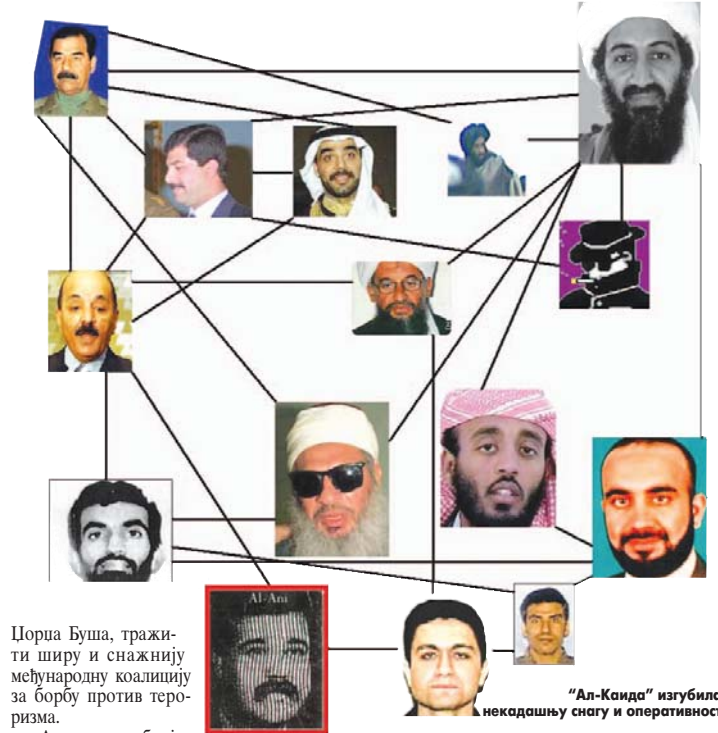 Al-Ani
Џорџа Буша, тражи-
ти ширу и снажнију
међународну коалицију
за борбу против теро-
ризма.
"Ал-Каида" изгубила
некадашњу снагу и оперативност